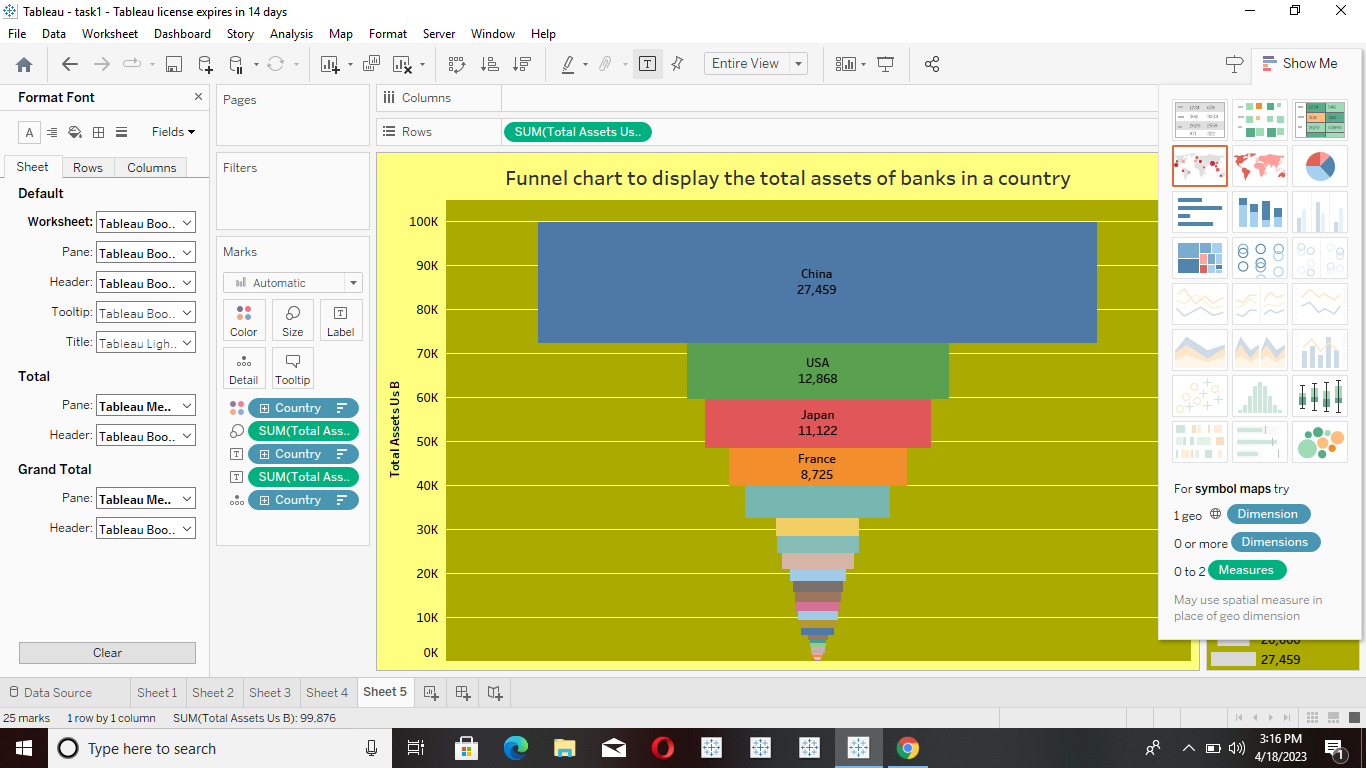 Tableau - task1 - Tableau license expires in 14 days
File Data Worksheet Dashboard Story Analysis Map Format Server Window Help
Entire View
Show Me
Format Font
Fields
Sheet Rows Columns
Default
Worksheet: Tableau Boo..
Pane: Tableau Boo..
Header: Tableau Boo..
Tooltip: Tableau Boo..
Title: Tableau Ligh..
Total
Pane: Tableau Me..
Header: Tableau Boo..
Grand Total
Pane: Tableau Me..
Header: Tableau Boo..
Clear
Pages
Filters
Marks
Automatic
Color Size Label
Detail Tooltip
Country
SUM(Total Ass..
Country
SUM(Total Ass..
Country
Columns
Rows SUM(Total Assets Us..
Funnel chart to display the total assets of banks in a country
Total Assets Us B
100K
90K
80K
70K
60K
50K
40K
30K
20K
10K
0K
China
27,459
USA
12,868
Japan
11,122
France
8,725
For symbol maps try
1 geo Dimension
0 or more Dimensions
0 to 2 Measures
May use spatial measure in
place of geo dimension
27,459
Data Source Sheet 1 Sheet 2 Sheet 3 Sheet 4 Sheet 5
25 marks 1 row by 1 column SUM(Total Assets Us B): 99,876
Type here to search
3:16 PM
4/18/2023
1